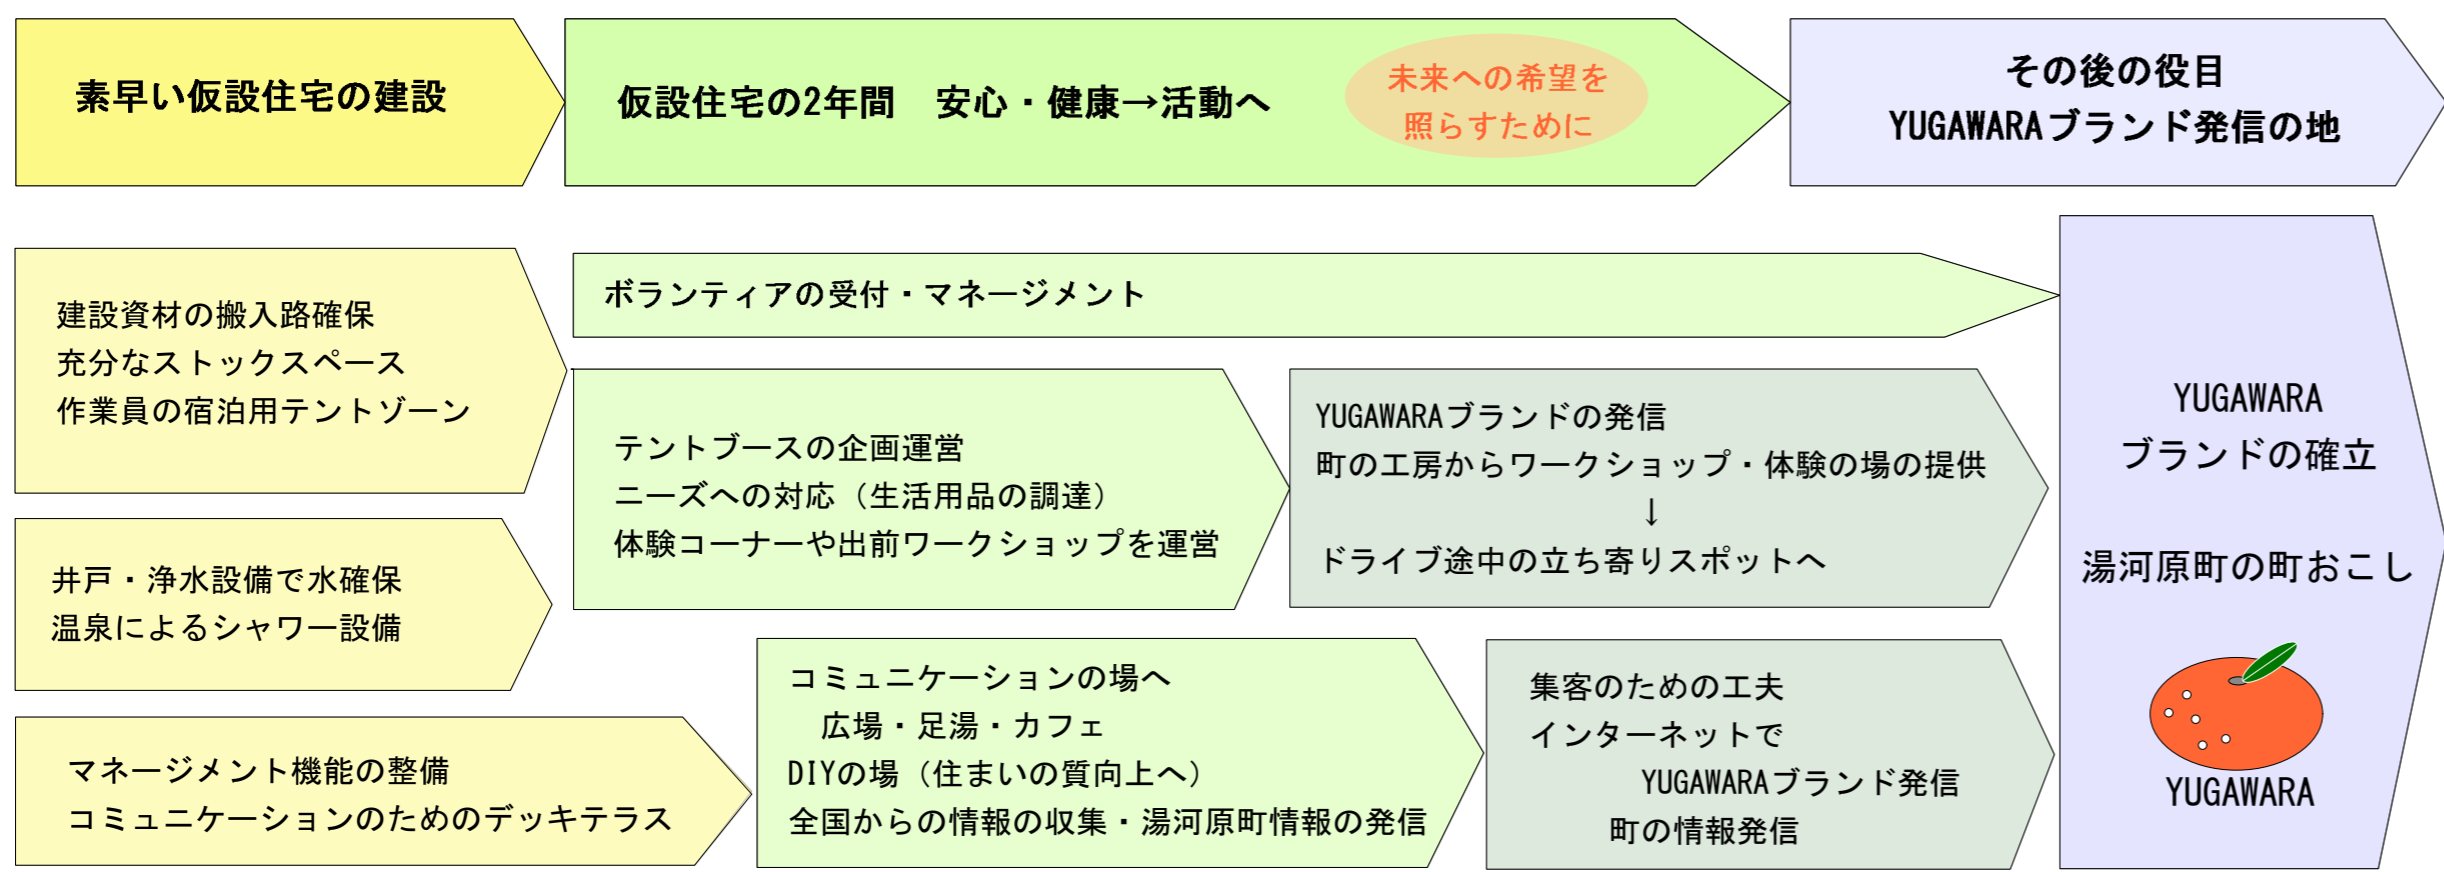 素早い仮設住宅の建設
仮設住宅の2年間　安心・健康→活動へ
未来への希望を
照らすために
その後の役目
YUGAWARAブランド発信の地
建設資材の搬入路確保
充分なストックスペース
作業員の宿泊用テントゾーン
井戸・浄水設備で水確保
温泉によるシャワー設備
マネージメント機能の整備
コミュニケーションのためのデッキテラス
ボランティアの受付・マネージメント
テントブースの企画運営
ニーズへの対応（生活用品の調達）
体験コーナーや出前ワークショップを運営
YUGAWARAブランドの発信
町の工房からワークショップ・体験の場の提供
↓
ドライブ途中の立ち寄りスポットへ
コミュニケーションの場へ
広場・足湯・カフェ
DIYの場（住まいの質向上へ）
全国からの情報の収集・湯河原町情報の発信
集客のための工夫
インターネットで
YUGAWARAブランド発信
町の情報発信
YUGAWARA
ブランドの確立
湯河原町の町おこし
YUGAWARA